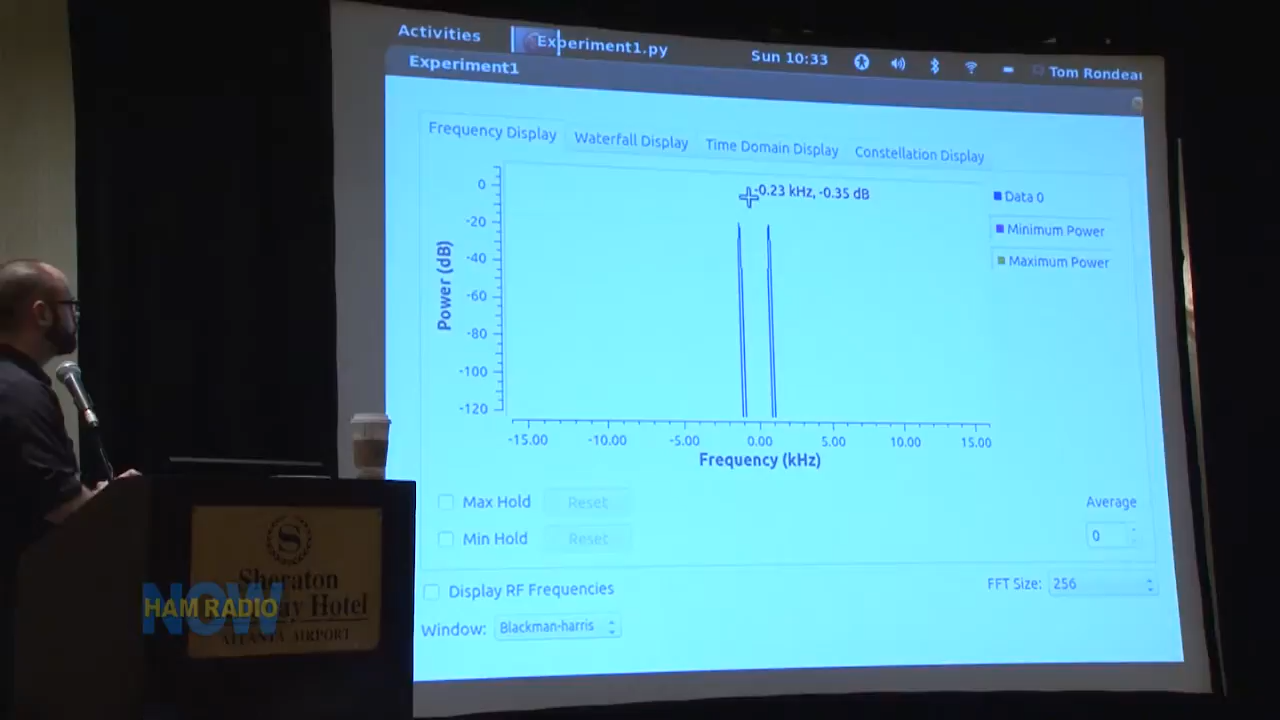 Activities
Experiment1.py
Sun 10:33
Tom Rondeau
Experiment1
Frequency Display
Waterfall Display
Time Domain Display
Constellation Display
-0.23 kHz, -0.35 dB
Data 0
Minimum Power
Maximum Power
Power (dB)
0
-20
-40
-60
-80
-100
-120
-15.00 -10.00 -5.00 0.00 5.00 10.00 15.00
Frequency (kHz)
Max Hold Reset
Average
Min Hold Reset
0
Display RF Frequencies
FFT Size: 256
Window: Blackman-harris
S
Sheraton
Hotel
ATLANTA AIRPORT
NOW
HAM RADIO